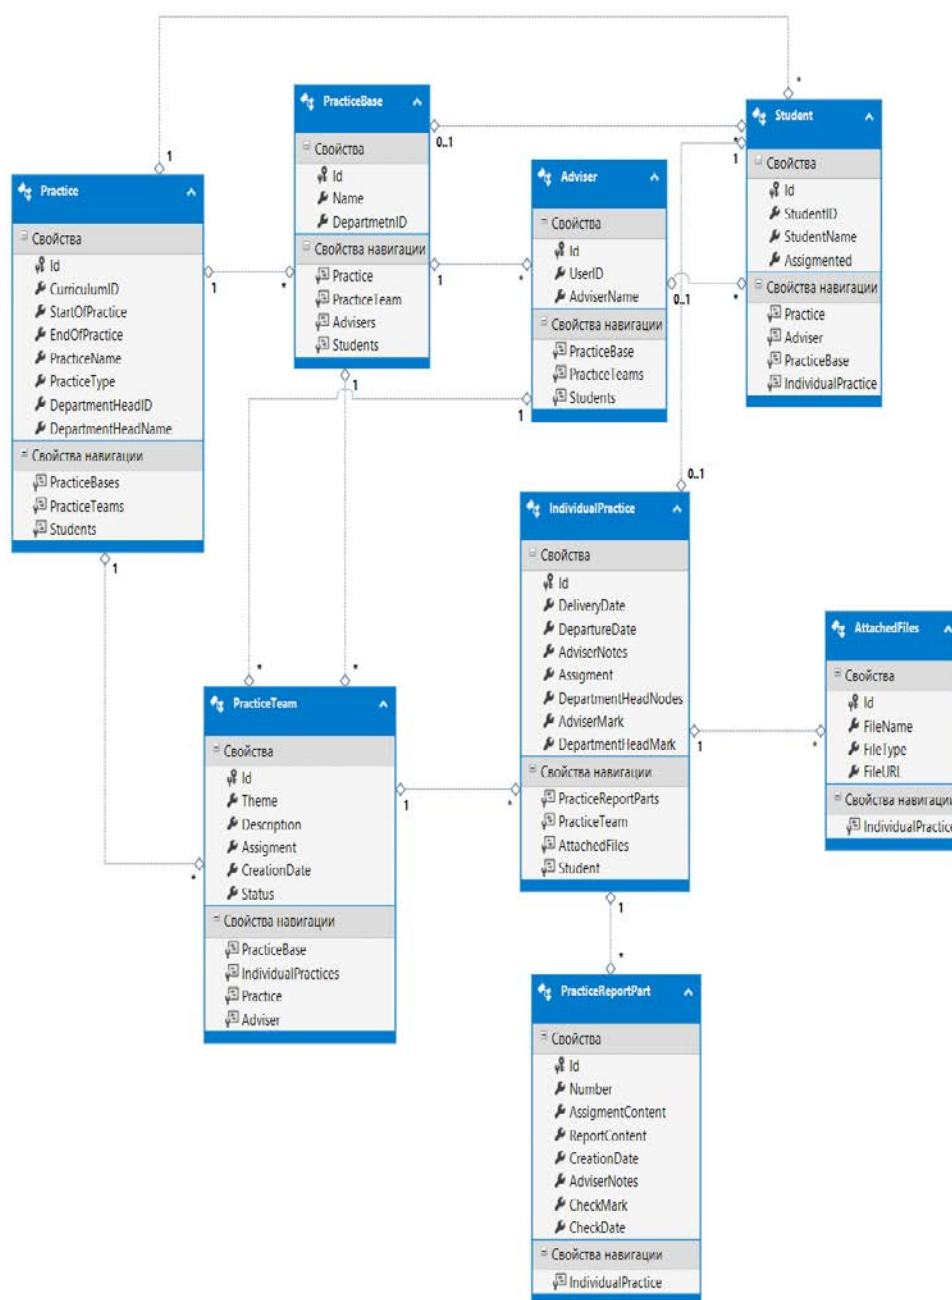 *
1
Practice
Свойства
Id
CurriculumID
StartOfPractice
EndOfPractice
PracticeName
PracticeType
DepartmentHeadID
DepartmentHeadName
Свойства навигации
PracticeBases
PracticeTeams
Students
1
*
1
PracticeBase
Свойства
Id
Name
DepartmetnID
Свойства навигации
Practice
PracticeTeam
Advisers
Students
0..1
*
1
*
1
Adviser
Свойства
Id
UserID
AdviserName
Свойства навигации
PracticeBase
PracticeTeams
Students
0..1
*
1
Student
Свойства
Id
StudentID
StudentName
Assigmented
Свойства навигации
Practice
Adviser
PracticeBase
IndividualPractice
1
0..1
IndividualPractice
Свойства
Id
DeliveryDate
DepartureDate
AdviserNotes
Assigment
DepartmentHeadNodes
AdviserMark
DepartmentHeadMark
Свойства навигации
PracticeReportParts
PracticeTeam
AttachedFiles
Student
1
*
AttachedFiles
Свойства
Id
FileName
FileType
FileURL
Свойства навигации
IndividualPractice
*
*
*
PracticeTeam
Свойства
Id
Theme
Description
Assigment
CreationDate
Status
Свойства навигации
PracticeBase
IndividualPractices
Practice
Adviser
1
*
1
*
PracticeReportPart
Свойства
Id
Number
AssigmentContent
ReportContent
CreationDate
AdviserNotes
CheckMark
CheckDate
Свойства навигации
IndividualPractice